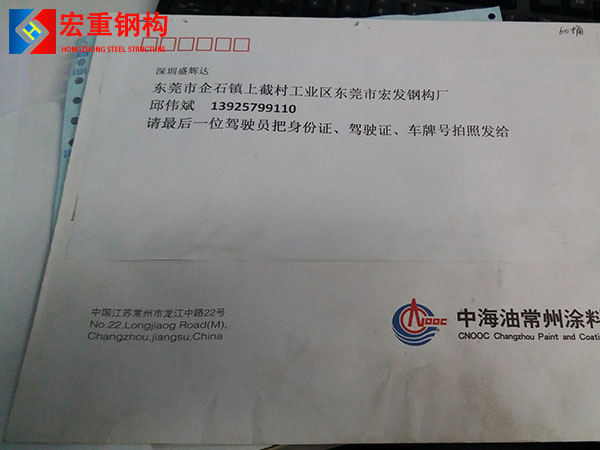 宏重钢构
HONGZHONG STEEL STRUCTURE
深圳盛辉达
东莞市企石镇上截村工业区东莞市宏发钢构厂
邱伟斌 13925799110
请最后一位驾驶员把身份证、驾驶证、车牌号拍照发给
中国江苏常州市龙江中路22号
No.22,Longjiaog Road(M),
Changzhou,jiangsu,China
CNOOC
中海油常州涂料
CNOOC Changzhou Paint and Coati